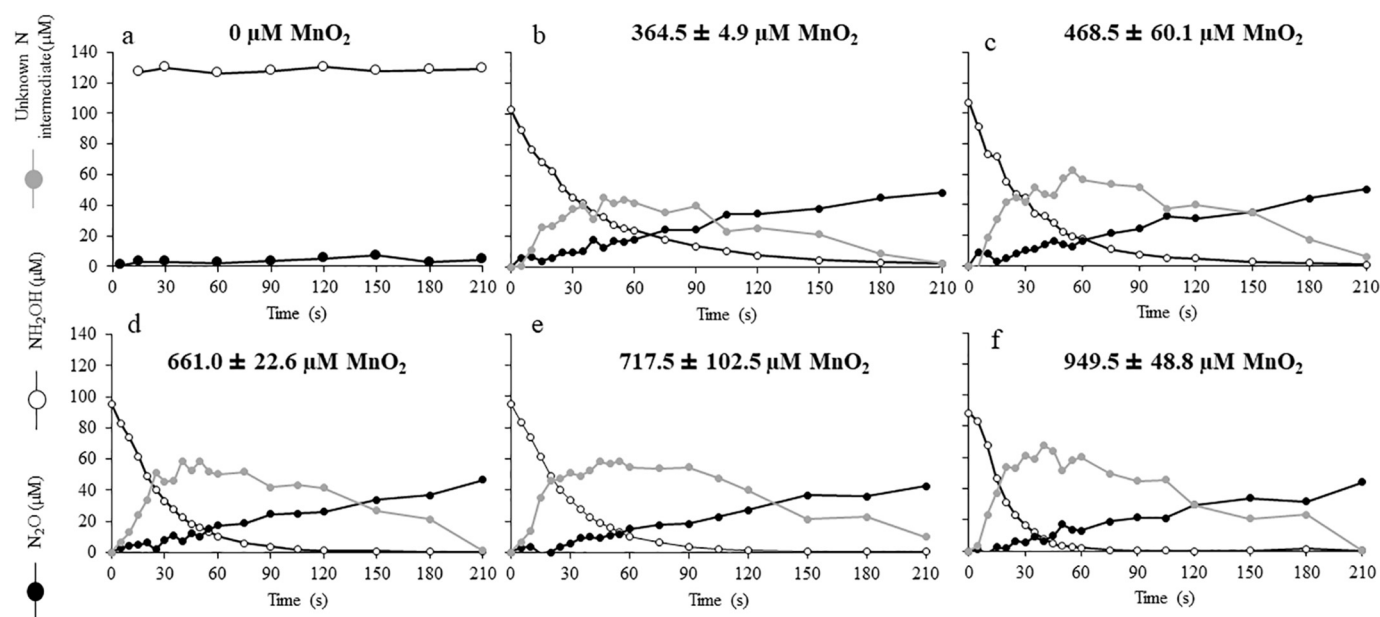 Unknown N
intermediate (µM)
NH₂OH (µM)
N₂O (µM)
a
0 µM MnO₂
140
120
100
80
60
40
20
0
0 30 60 90 120 150 180 210
Time (s)
b
364.5 ± 4.9 µM MnO₂
0 30 60 90 120 150 180 210
Time (s)
c
468.5 ± 60.1 µM MnO₂
0 30 60 90 120 150 180 210
Time (s)
d
661.0 ± 22.6 µM MnO₂
140
120
100
80
60
40
20
0
0 30 60 90 120 150 180 210
Time (s)
e
717.5 ± 102.5 µM MnO₂
0 30 60 90 120 150 180 210
Time (s)
f
949.5 ± 48.8 µM MnO₂
0 30 60 90 120 150 180 210
Time (s)